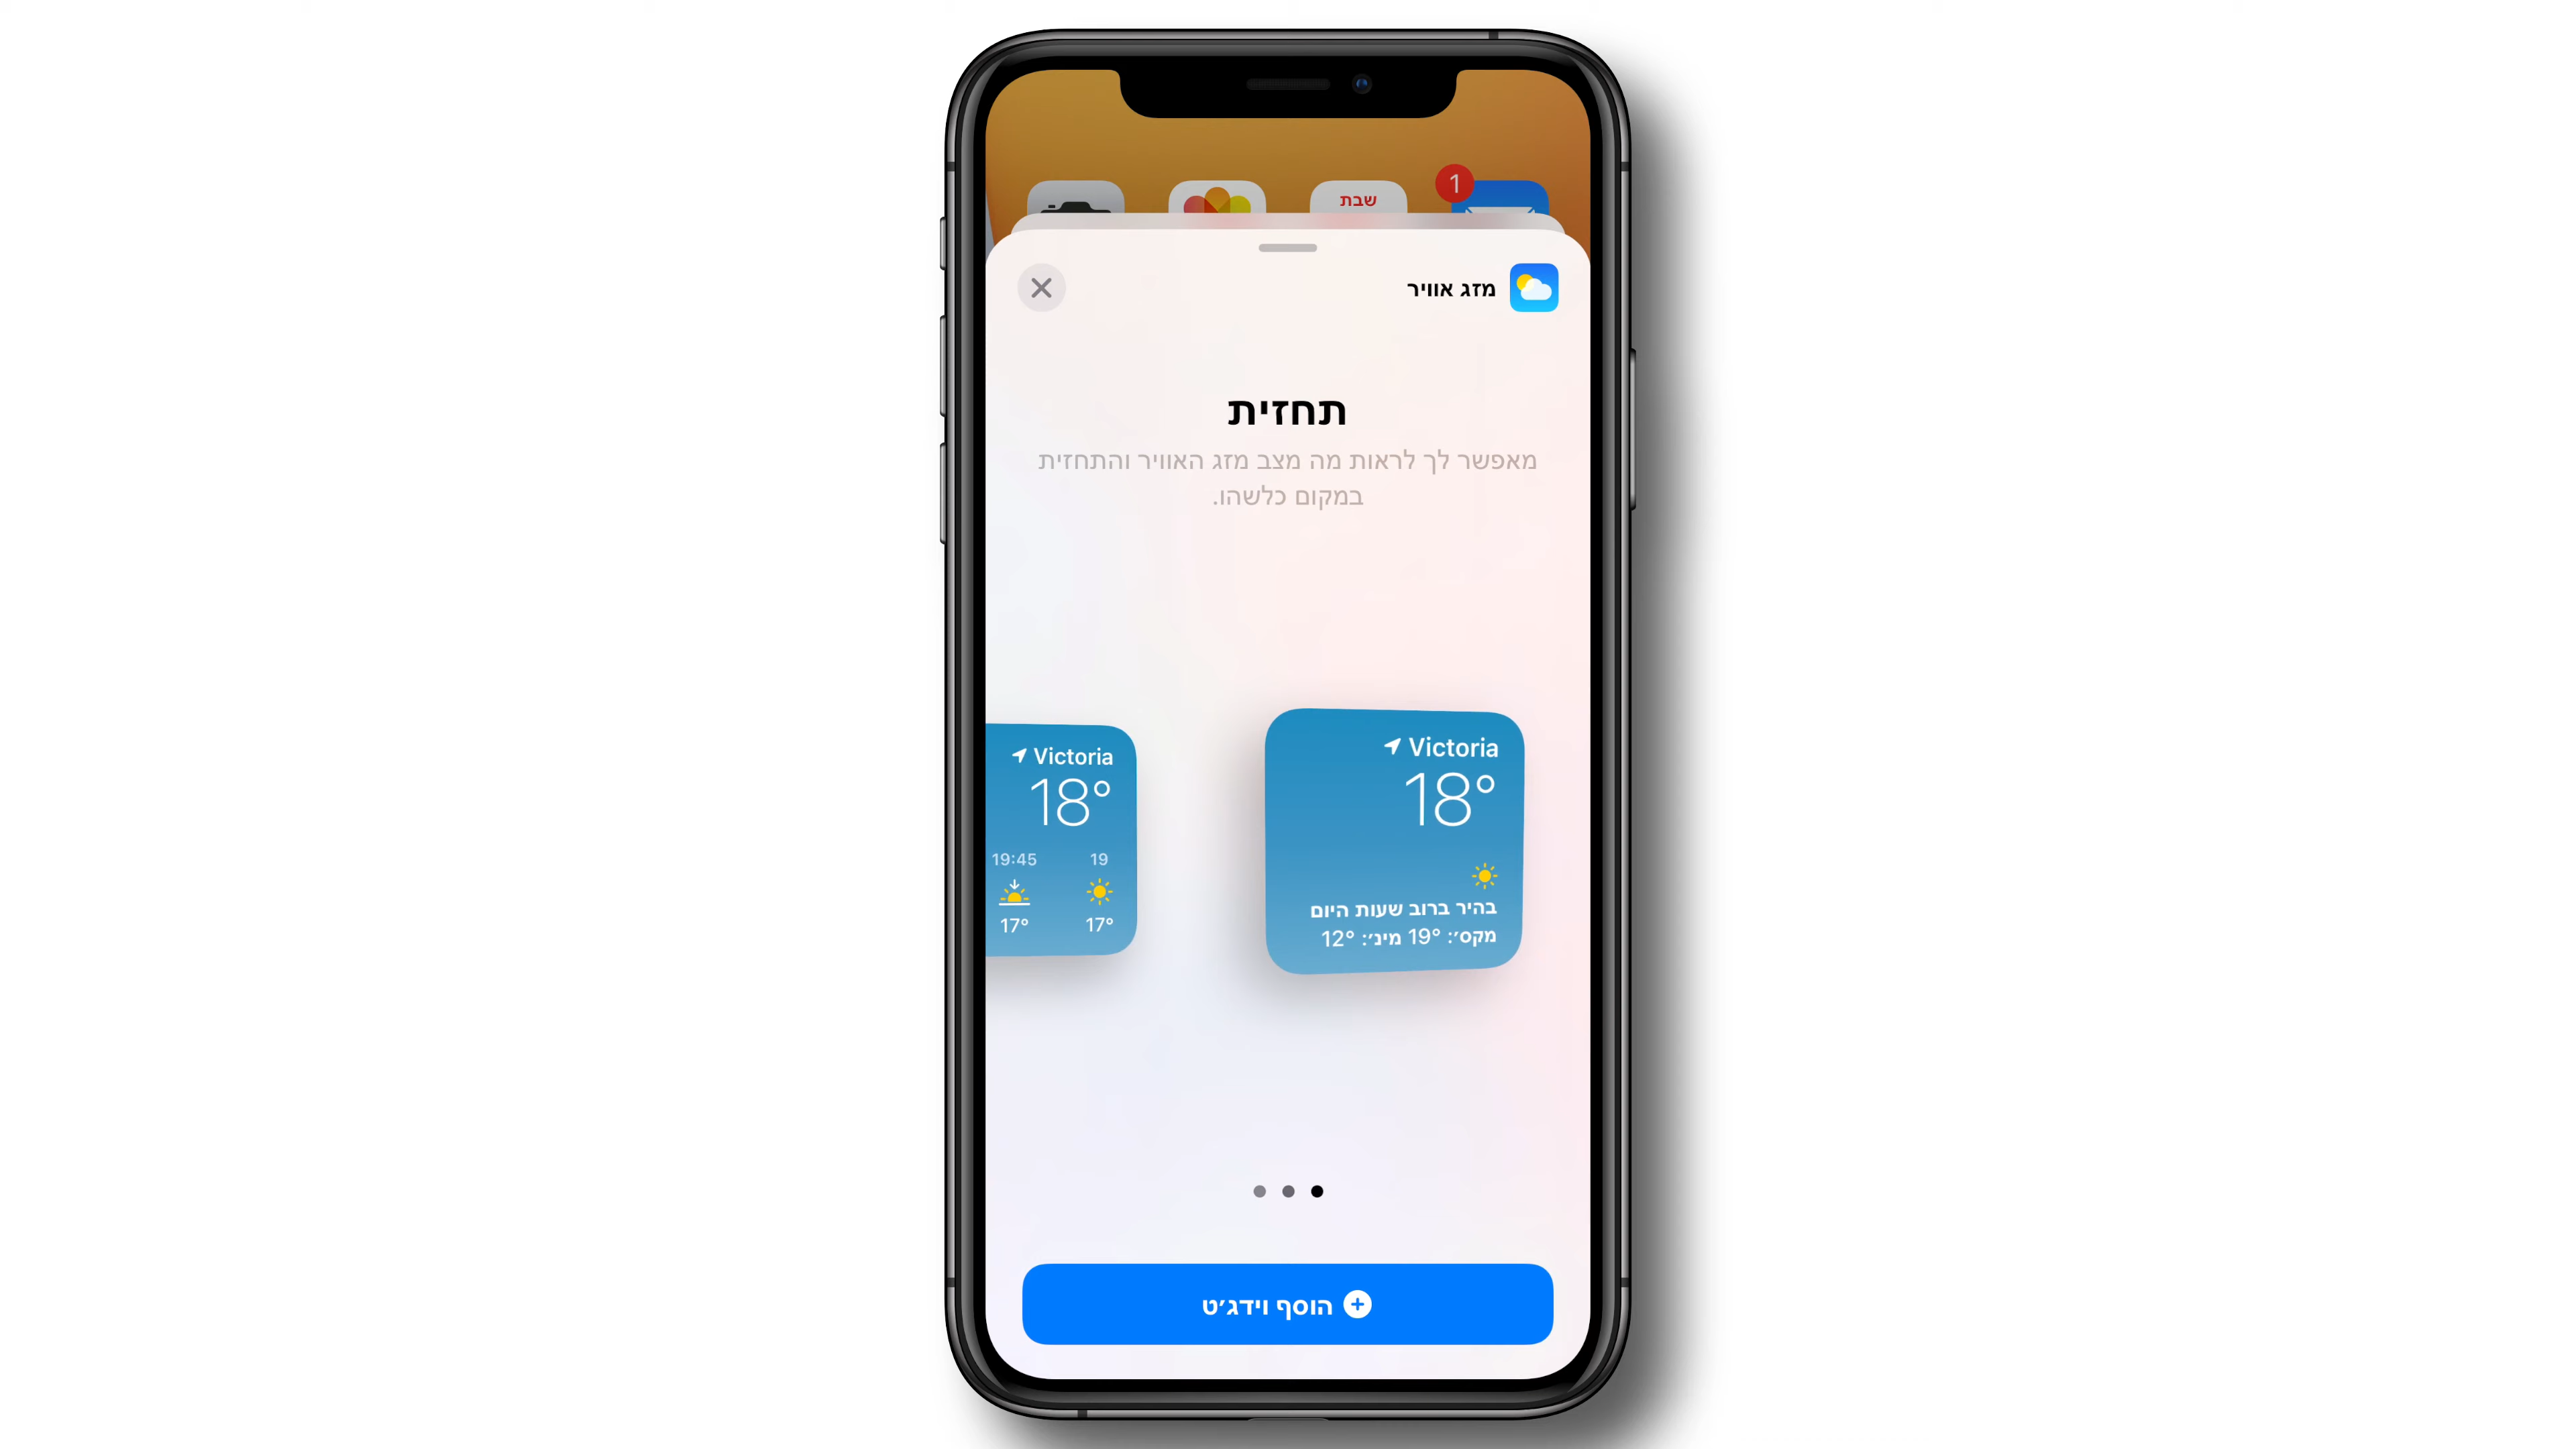 1
שבת
מזג אוויר
תחזית
מאפשר לך לראות מה מצב מזג האוויר והתחזית
במקום כלשהו.
Victoria
18°
בהיר ברוב שעות היום
מקס׳: 19° מינ׳: 12°
Victoria
18°
19 19:45
17° 17°
הוסף וידג׳ט